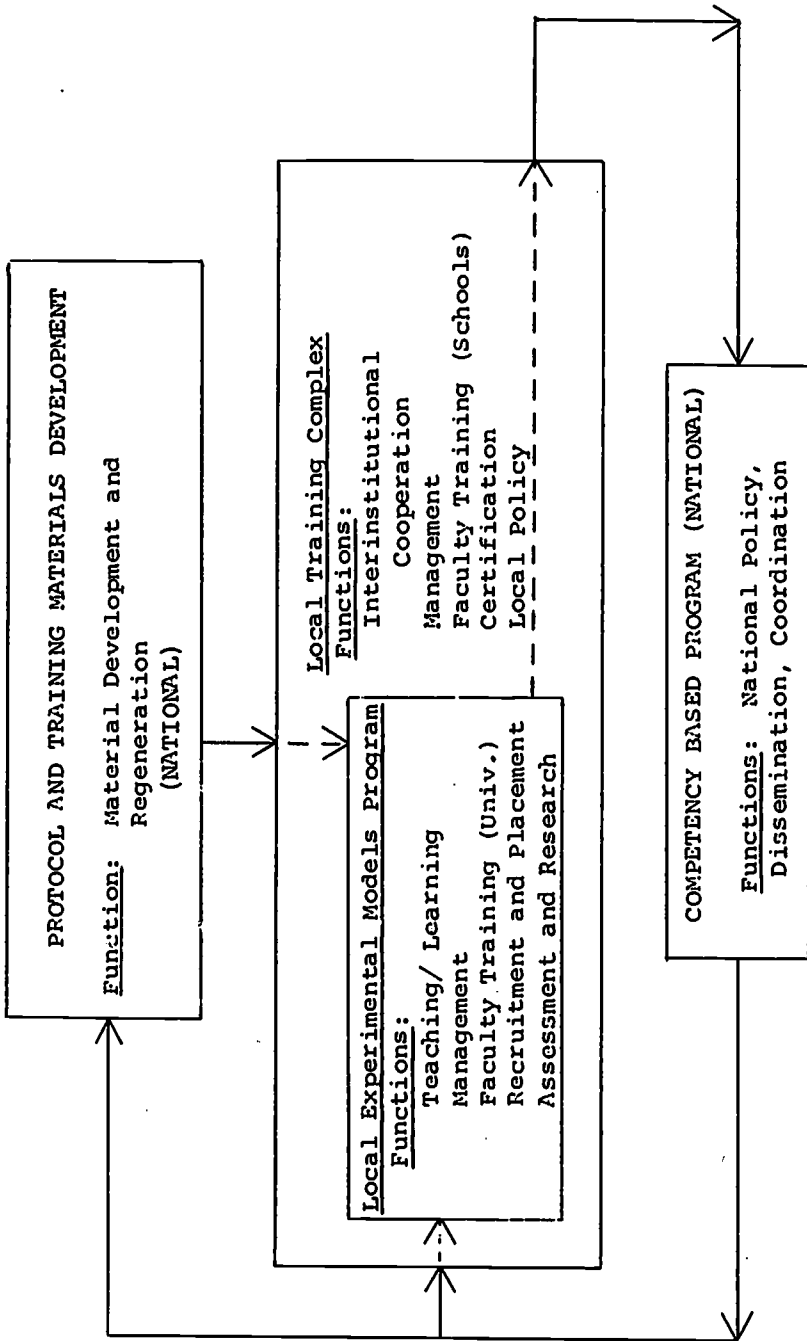 PROTOCOL AND TRAINING MATERIALS DEVELOPMENT
Function: Material Development and
Regeneration
(NATIONAL)
Local Training Complex
Functions:
Interinstitutional
Cooperation
Management
Faculty Training (Schools)
Certification
Local Policy
Local Experimental Models Program
Functions:
Teaching/ Learning
Management
Faculty Training (Univ.)
Recruitment and Placement
Assessment and Research
COMPETENCY BASED PROGRAM (NATIONAL)
Functions: National Policy,
Dissemination, Coordination